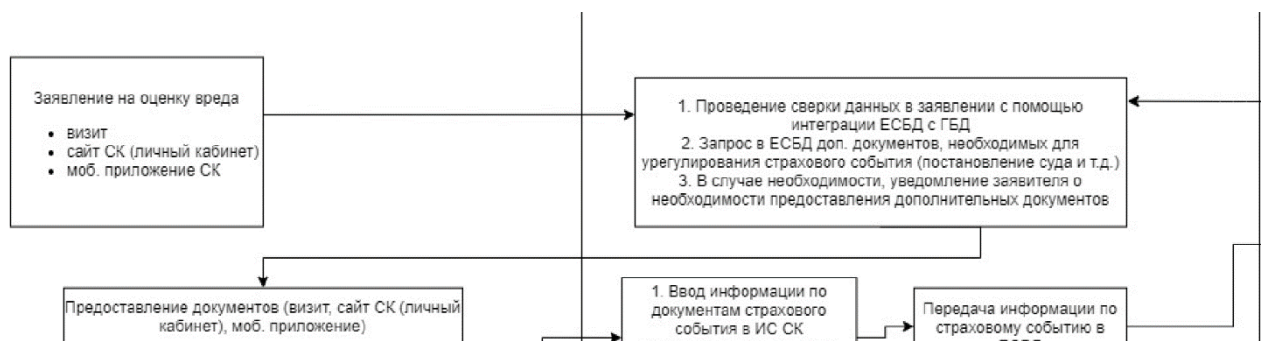 Заявление на оценку вреда
• визит
• сайт СК (личный кабинет)
• моб. приложение СК
1. Проведение сверки данных в заявлении с помощью
интеграции ЕСБД с ГБД
2. Запрос в ЕСБД доп. документов, необходимых для
урегулирования страхового события (постановление суда и т.д.)
3. В случае необходимости, уведомление заявителя о
необходимости предоставления дополнительных документов
Предоставление документов (визит, сайт СК (личный
кабинет), моб. приложение)
1. Ввод информации по
документам страхового
события в ИС СК
Передача информации по
страховому событию в